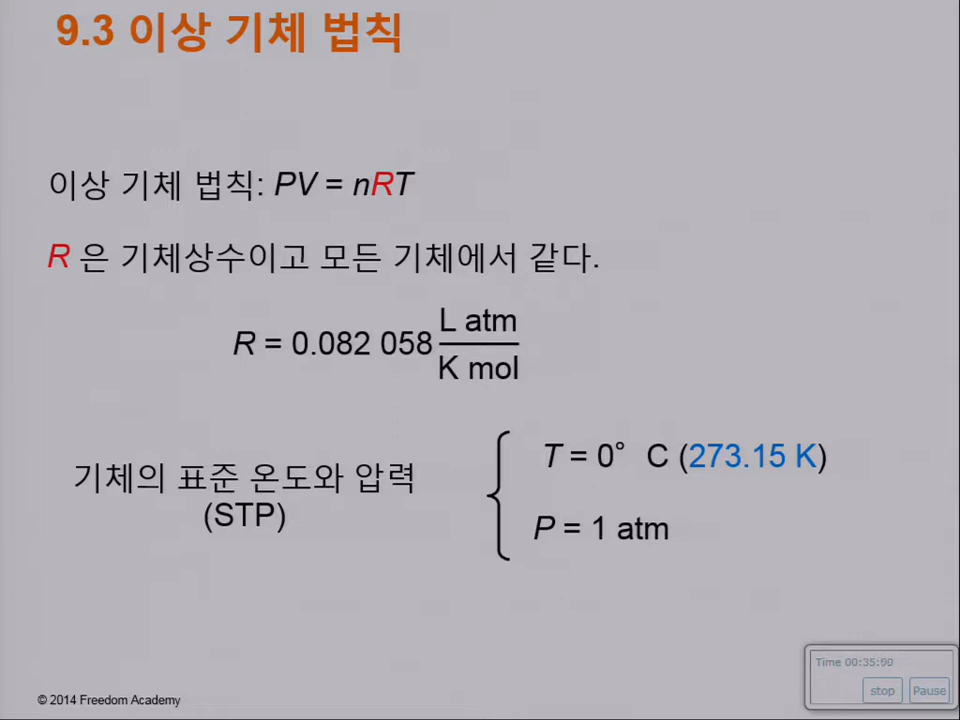 9.3 이상 기체 법칙
이상 기체 법칙: PV = nRT
R 은 기체상수이고 모든 기체에서 같다.
R = 0.082 058 L atm / K mol
기체의 표준 온도와 압력
(STP)
T = 0° C (273.15 K)
P = 1 atm
Time 00:35:00
stop Pause
© 2014 Freedom Academy